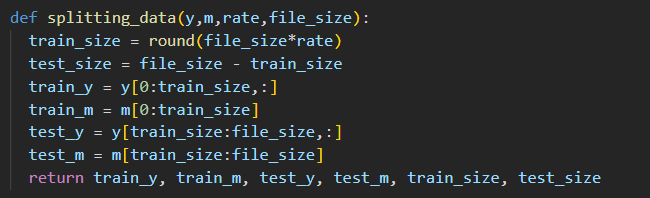 def splitting_data(y,m,rate,file_size):
  train_size = round(file_size*rate)
  test_size = file_size - train_size
  train_y = y[0:train_size,:]
  train_m = m[0:train_size]
  test_y = y[train_size:file_size,:]
  test_m = m[train_size:file_size]
  return train_y, train_m, test_y, test_m, train_size, test_size